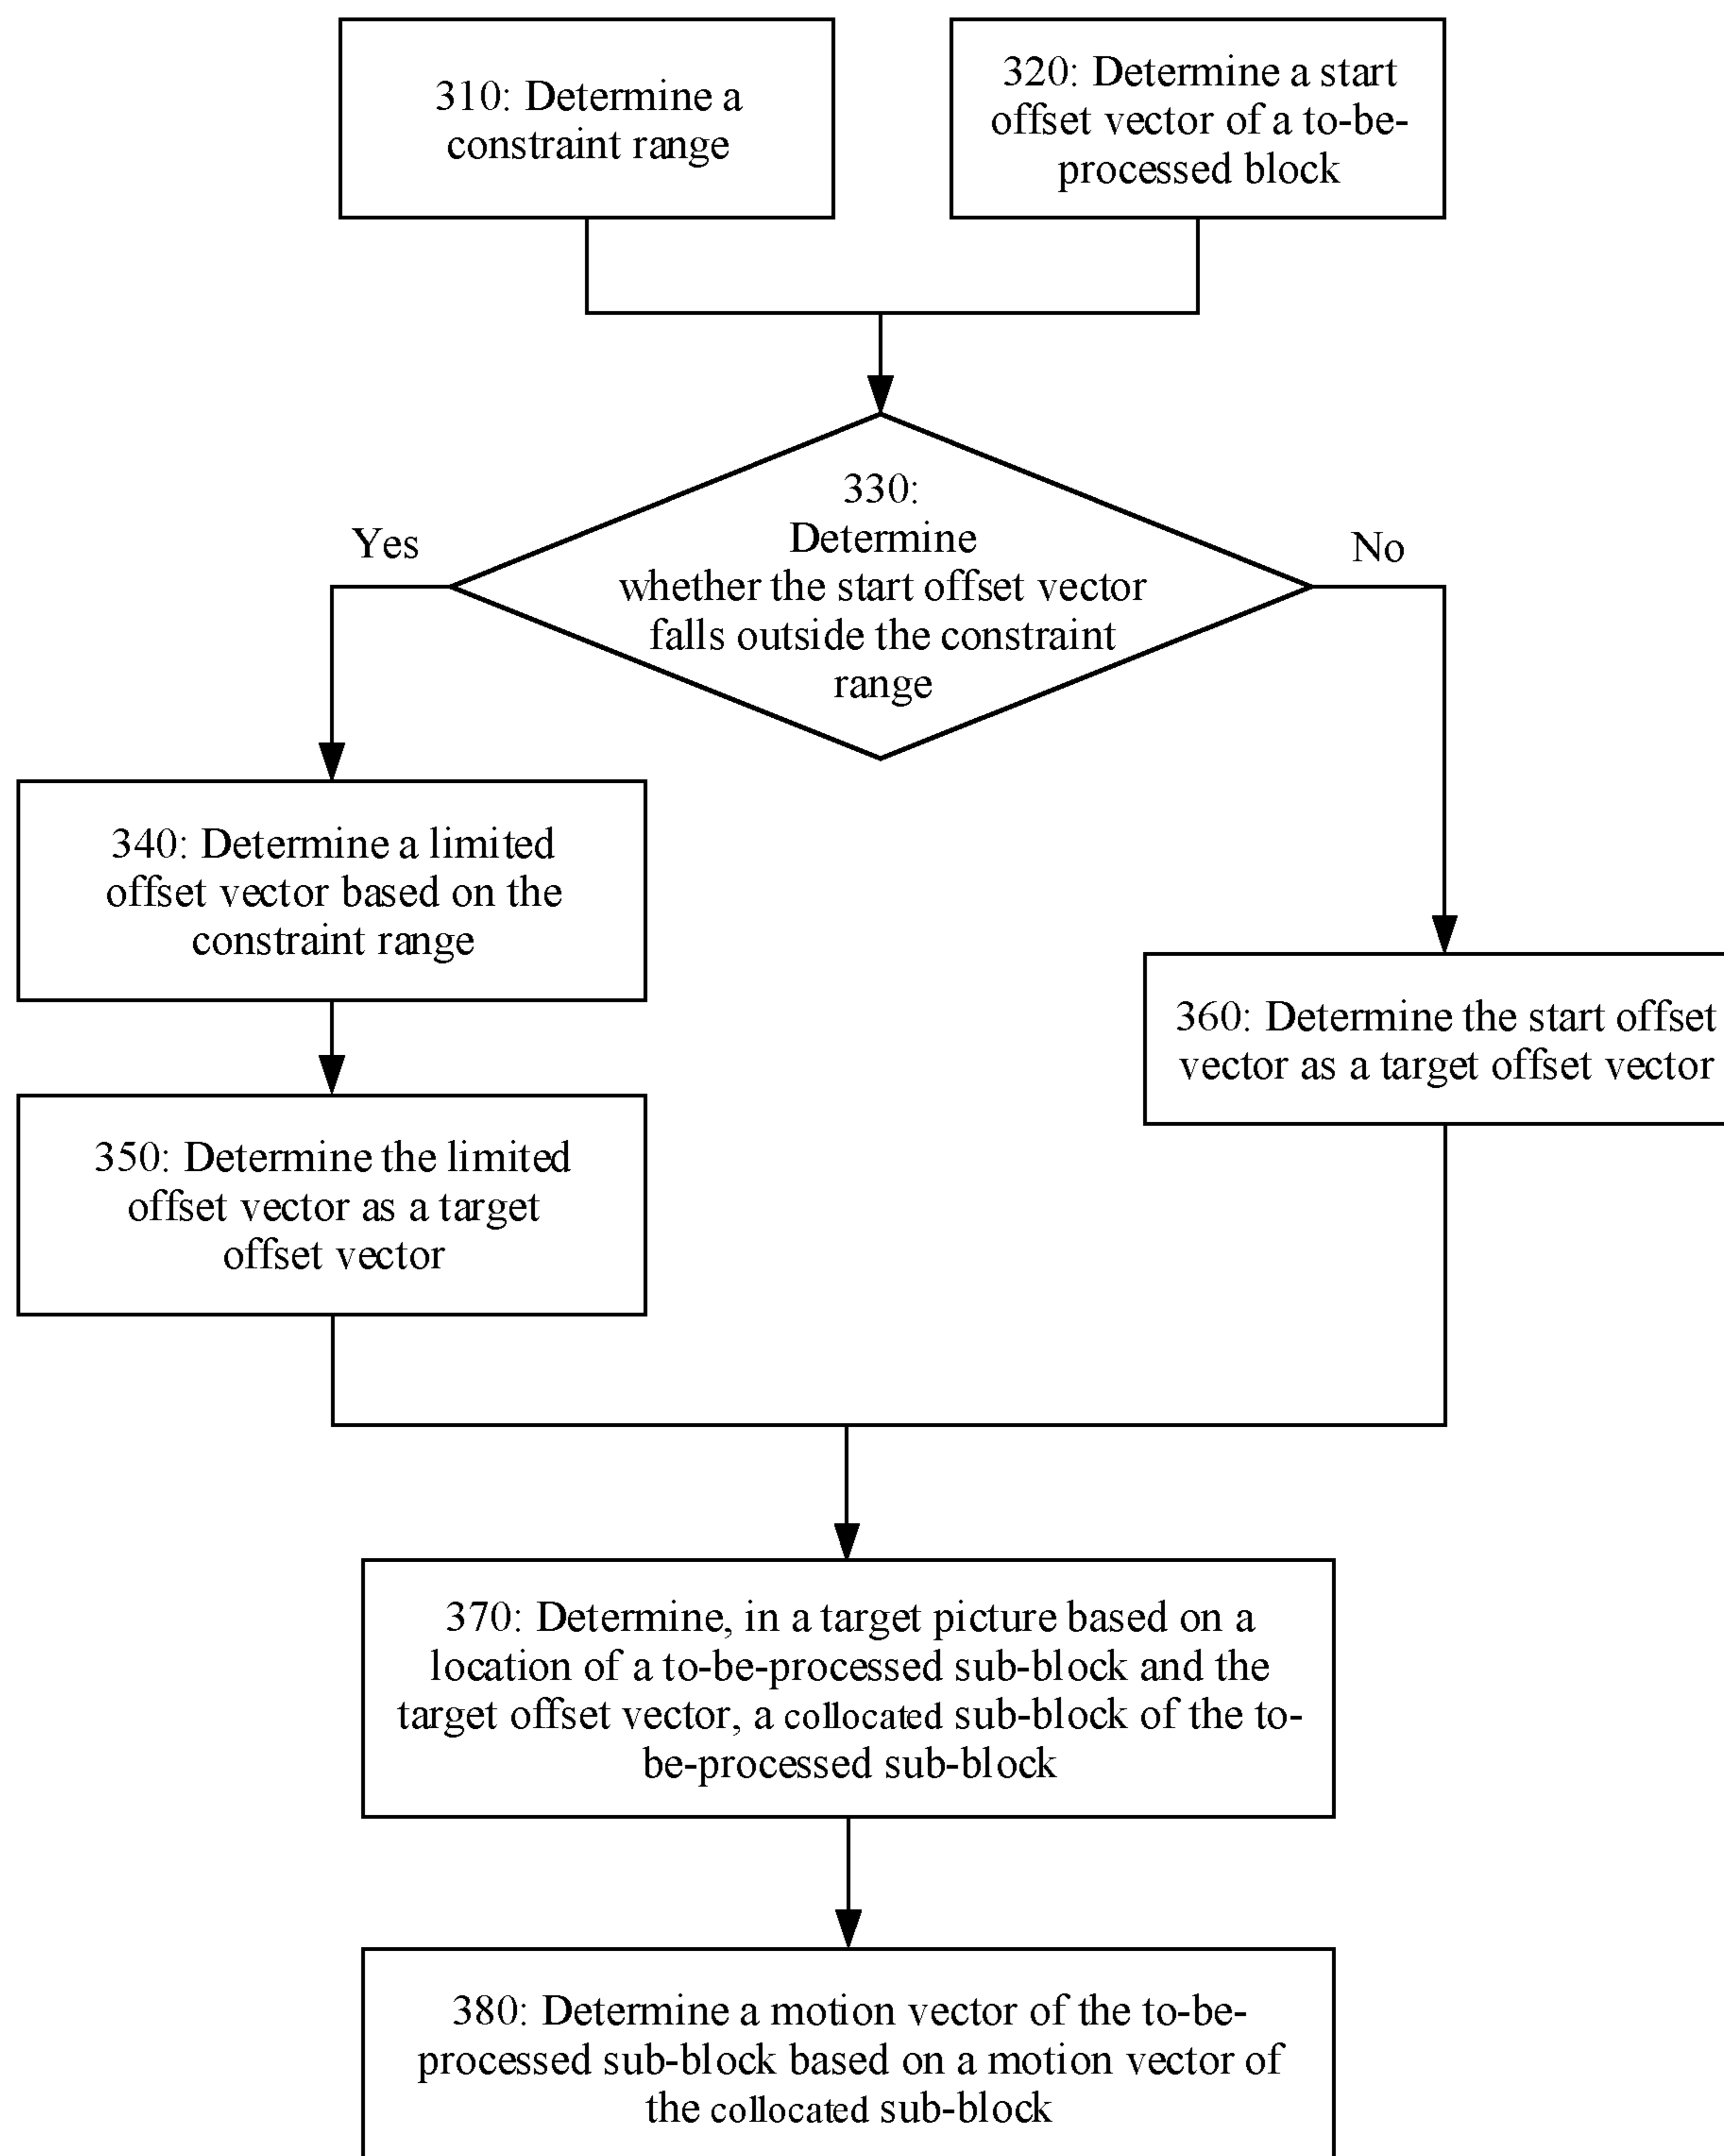 310: Determine a
constraint range
320: Determine a start
offset vector of a to-be-
processed block
330:
Determine
whether the start offset vector
falls outside the constraint
range
Yes
No
340: Determine a limited
offset vector based on the
constraint range
360: Determine the start offset
vector as a target offset vector
350: Determine the limited
offset vector as a target
offset vector
370: Determine, in a target picture based on a
location of a to-be-processed sub-block and the
target offset vector, a collocated sub-block of the to-
be-processed sub-block
380: Determine a motion vector of the to-be-
processed sub-block based on a motion vector of
the collocated sub-block